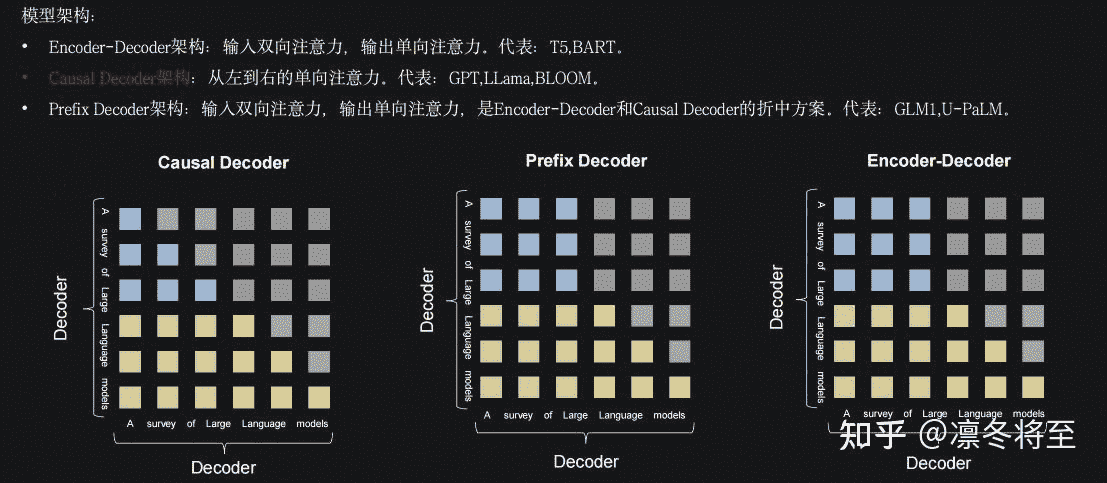 模型架构:
• Encoder-Decoder架构: 输入双向注意力, 输出单向注意力。代表: T5,BART。
• Causal Decoder架构: 从左到右的单向注意力。代表: GPT,LLama,BLOOM。
• Prefix Decoder架构: 输入双向注意力, 输出单向注意力, 是Encoder-Decoder和Causal Decoder的折中方案。代表: GLM1,U-PaLM。
Causal Decoder
Decoder
A survey of Large Language models
A survey of Large Language models
Decoder
Prefix Decoder
Decoder
A survey of Large Language models
A survey of Large Language models
Decoder
Encoder-Decoder
Decoder
A survey of Large Language models
A survey of Large Language models
Decoder
知乎 @凛冬将至